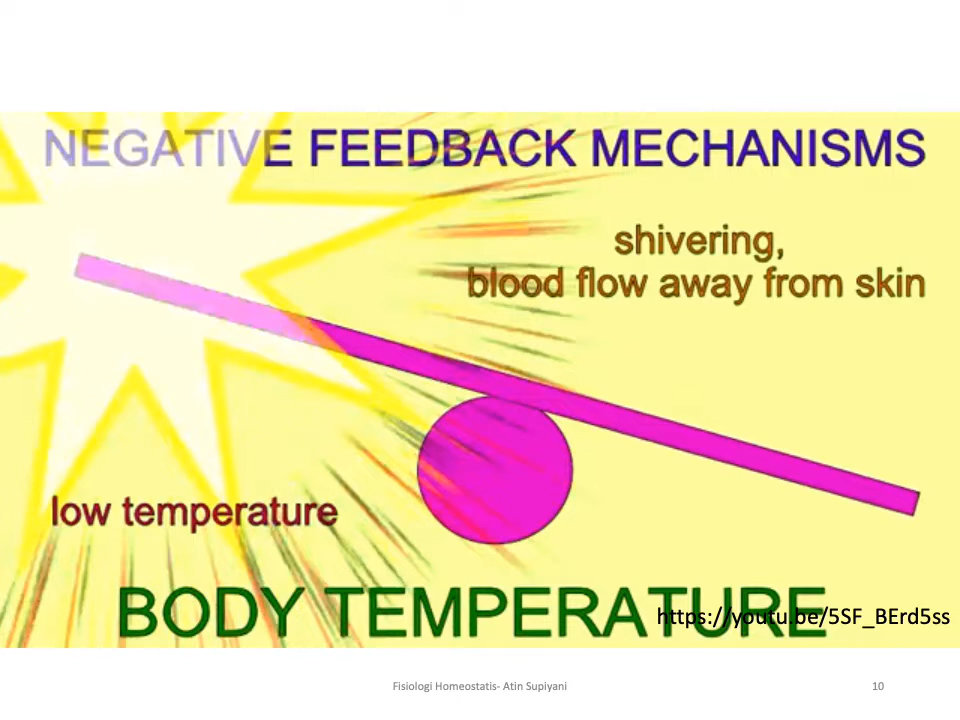 NEGATIVE FEEDBACK MECHANISMS
shivering,
blood flow away from skin
low temperature
BODY TEMPERATURE
https://youtu.be/5SF_BErd5ss
Fisiologi Homeostatis- Atin Supiyani
10